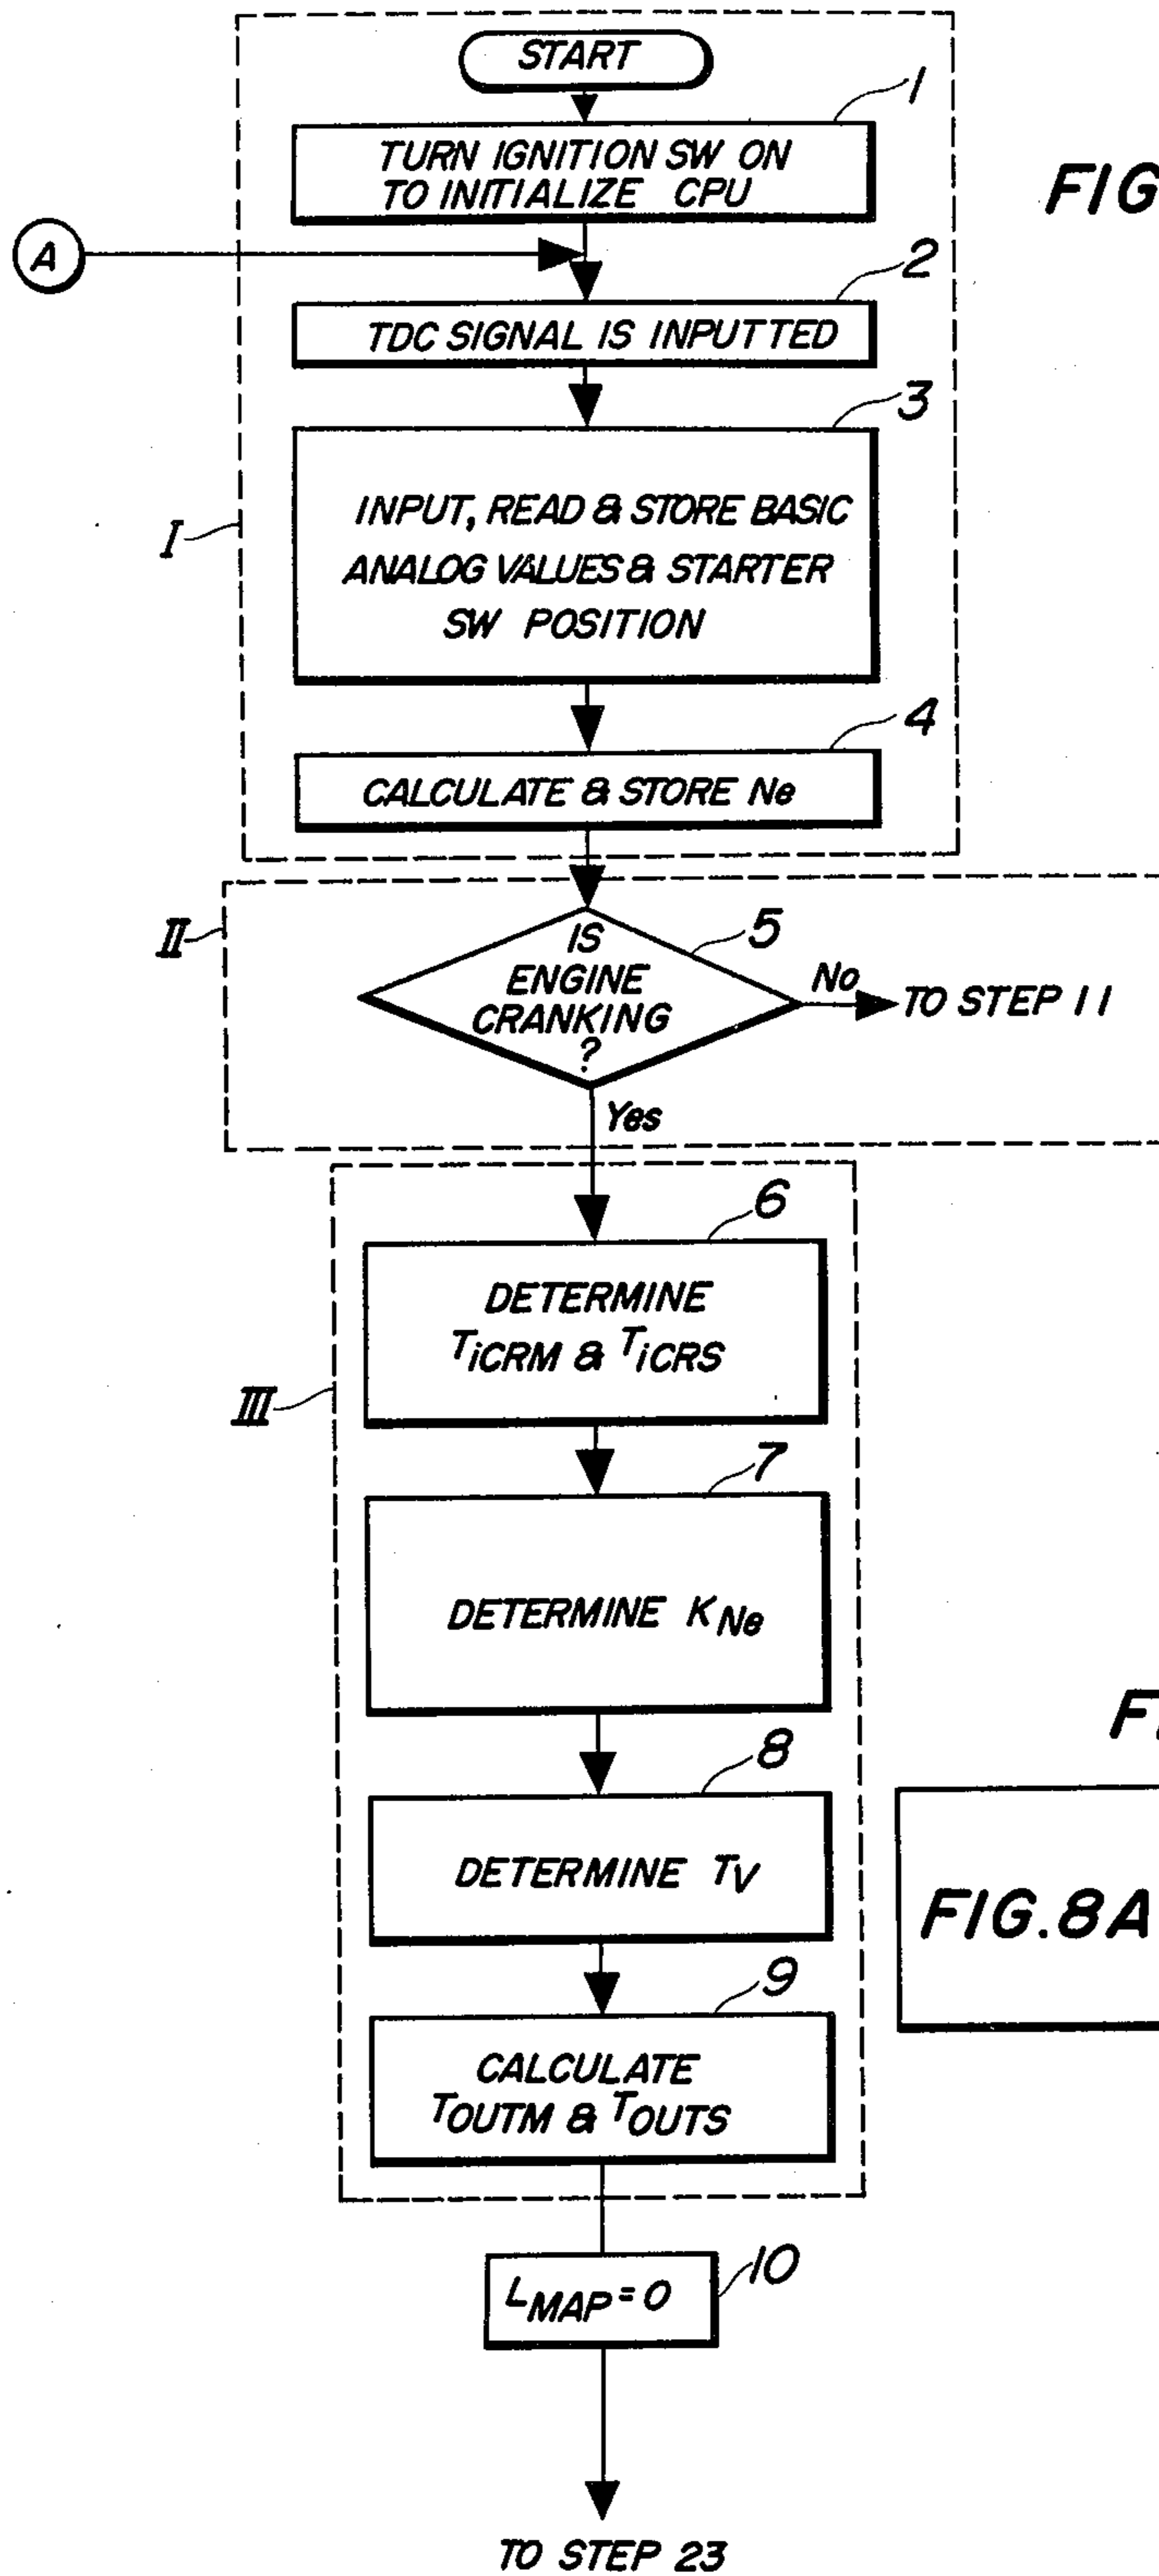 START
1
TURN IGNITION SW ON
TO INITIALIZE CPU
FIG
A
2
TDC SIGNAL IS INPUTTED
3
INPUT, READ & STORE BASIC
ANALOG VALUES & STARTER
SW POSITION
I
4
CALCULATE & STORE Ne
II
5
IS
ENGINE
CRANKING
?
No
TO STEP 11
Yes
6
DETERMINE
TiCRM & TiCRS
III
7
DETERMINE KNe
8
DETERMINE TV
FIG.8A
9
CALCULATE
TOUTM & TOUTS
10
LMAP=0
TO STEP 23